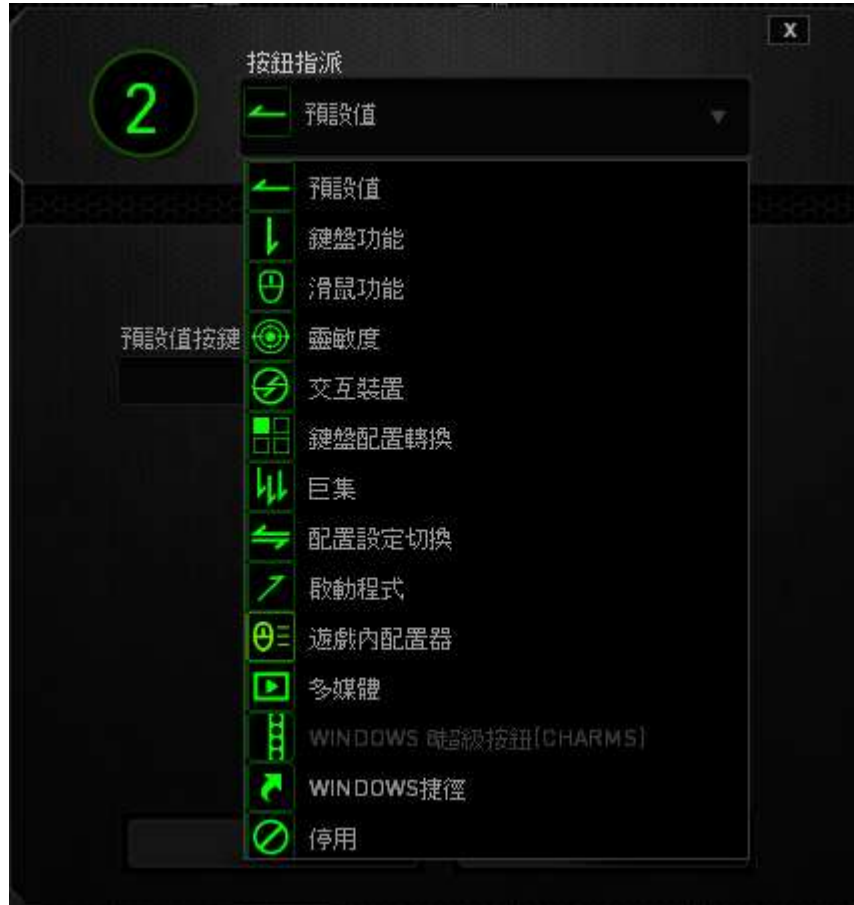 X
按鈕指派
2
預設值
預設值
鍵盤功能
滑鼠功能
預設值按鍵
靈敏度
交互裝置
鍵盤配置轉換
巨集
配置設定切換
啟動程式
遊戲內配置器
多媒體
WINDOWS 8超級按鈕(CHARMS)
WINDOWS捷徑
停用